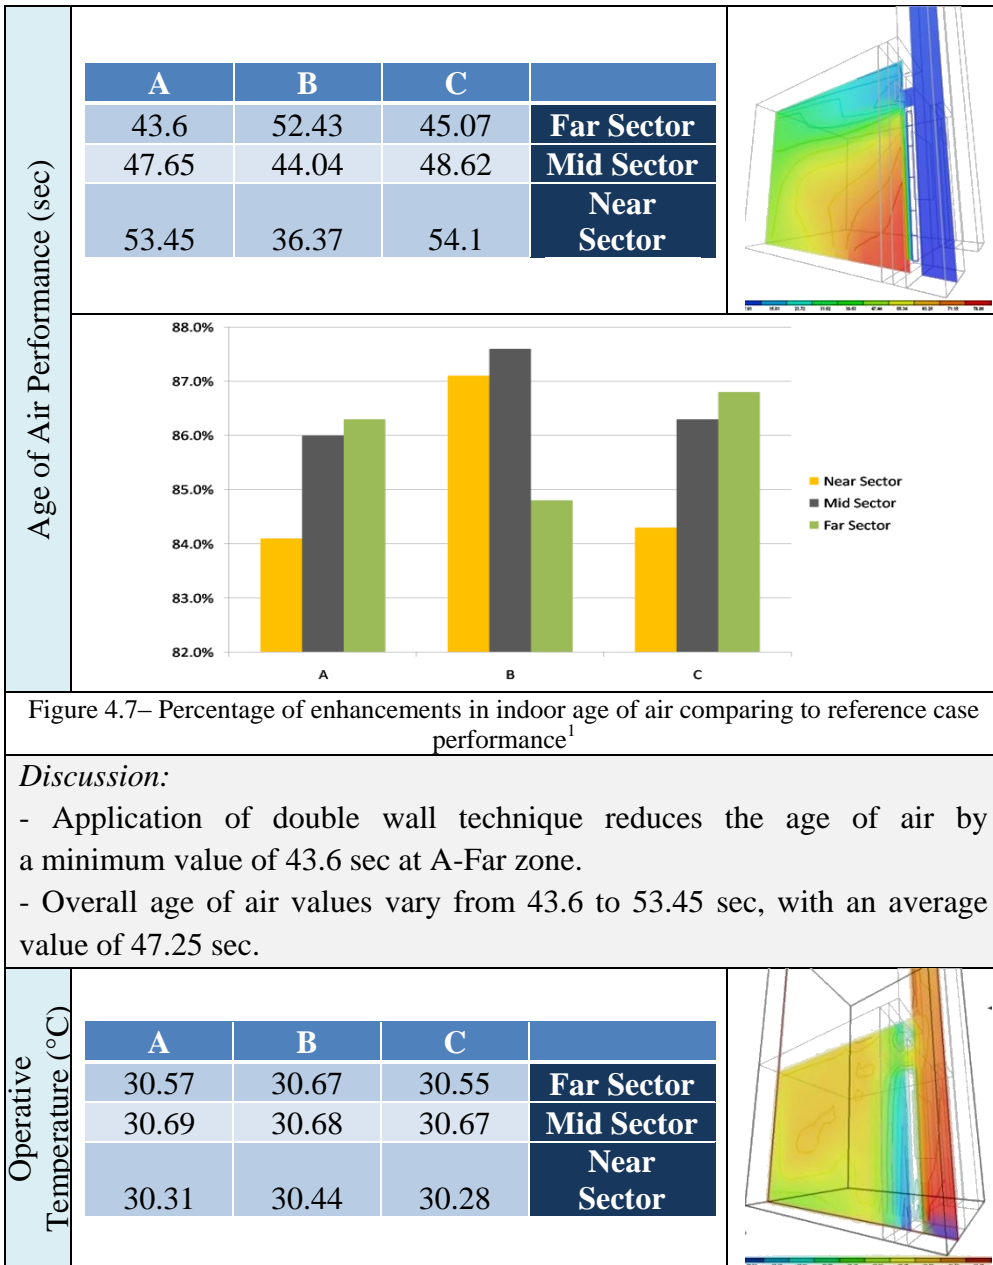 Age of Air Performance (sec)
A B C
43.6 52.43 45.07 Far Sector
47.65 44.04 48.62 Mid Sector
Near
53.45 36.37 54.1 Sector
88.0%
87.0%
86.0%
85.0%
84.0%
83.0%
82.0%
A B C
Near Sector
Mid Sector
Far Sector
Figure 4.7– Percentage of enhancements in indoor age of air comparing to reference case
performance1
Discussion:
- Application of double wall technique reduces the age of air by
a minimum value of 43.6 sec at A-Far zone.
- Overall age of air values vary from 43.6 to 53.45 sec, with an average
value of 47.25 sec.
Operative
Temperature (°C)
A B C
30.57 30.67 30.55 Far Sector
30.69 30.68 30.67 Mid Sector
Near
30.31 30.44 30.28 Sector